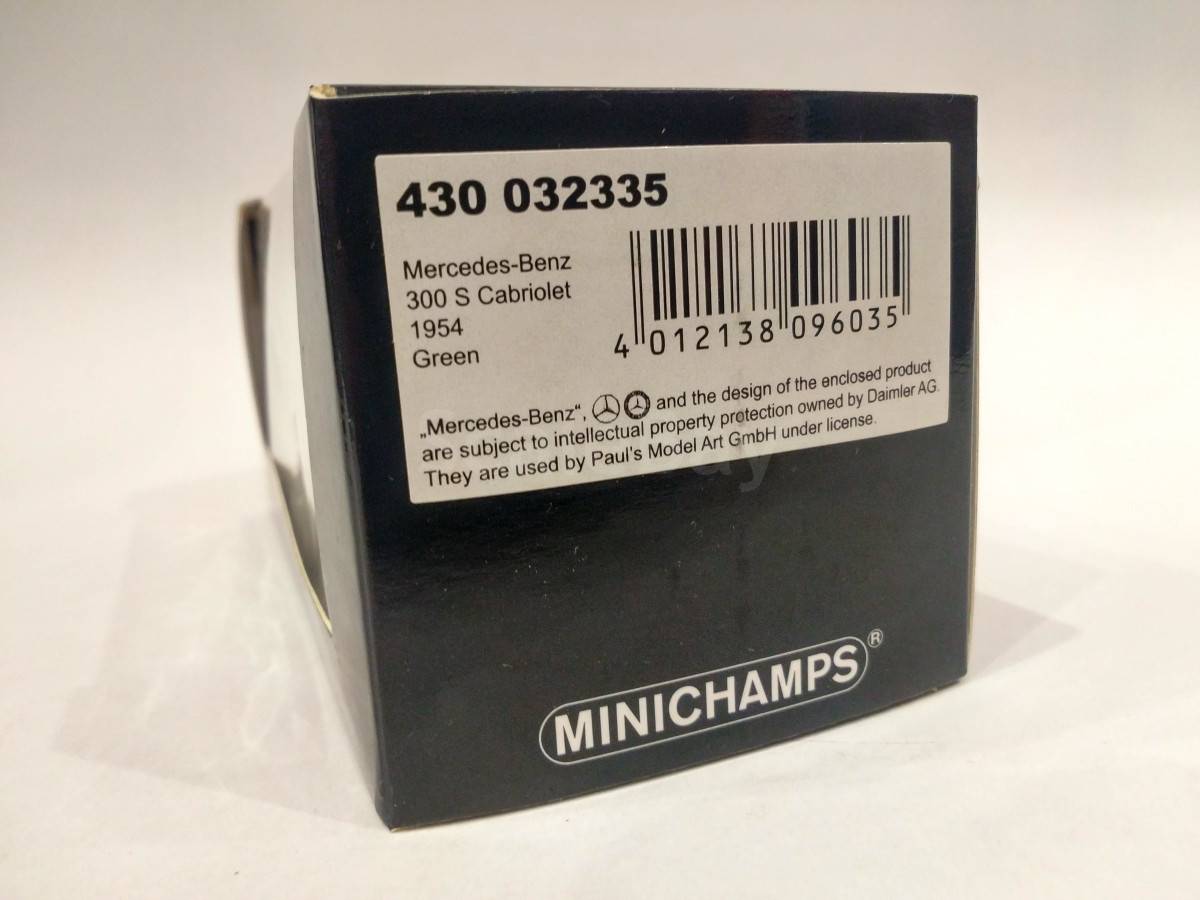 430 032335
Mercedes-Benz
300 S Cabriolet
1954
Green
4 012138 096035
„Mercedes-Benz“, and the design of the enclosed product
are subject to intellectual property protection owned by Daimler AG.
They are used by Paul's Model Art GmbH under license.
MINICHAMPS®